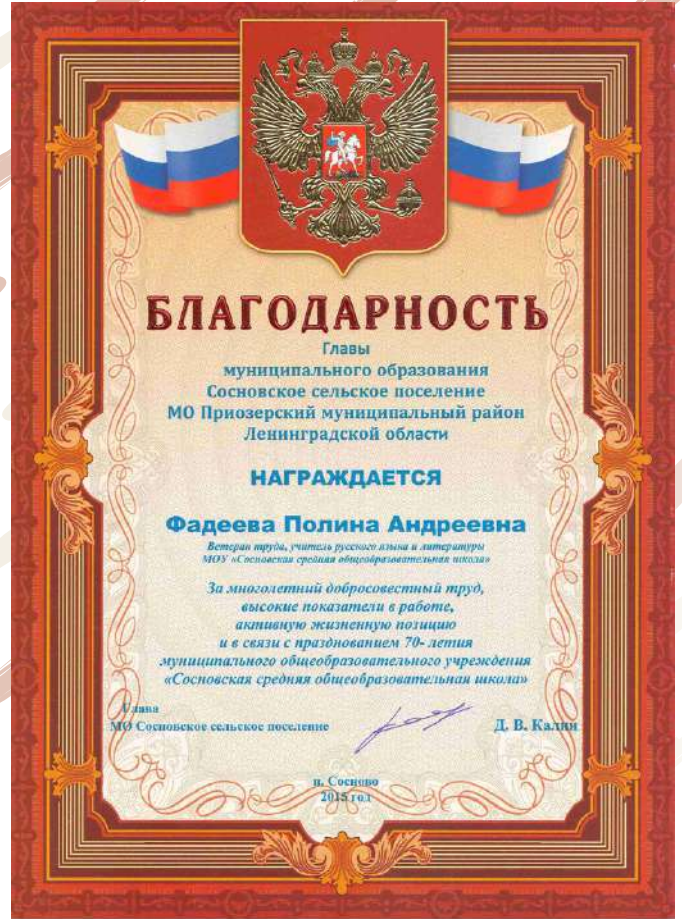 БЛАГОДАРНОСТЬ
Главы
муниципального образования
Сосновское сельское поселение
МО Приозерский муниципальный район
Ленинградской области
НАГРАЖДАЕТСЯ
Фадеева Полина Андреевна
Ветеран труда, учитель русского языка и литературы
МОУ «Сосновская средняя общеобразовательная школа»
За многолетний добросовестный труд,
высокие показатели в работе,
активную жизненную позицию
и в связи с празднованием 70- летия
муниципального общеобразовательного учреждения
«Сосновская средняя общеобразовательная школа»
Глава
МО Сосновское сельское поселение
Д. В. Калин
п. Сосново
2015 год